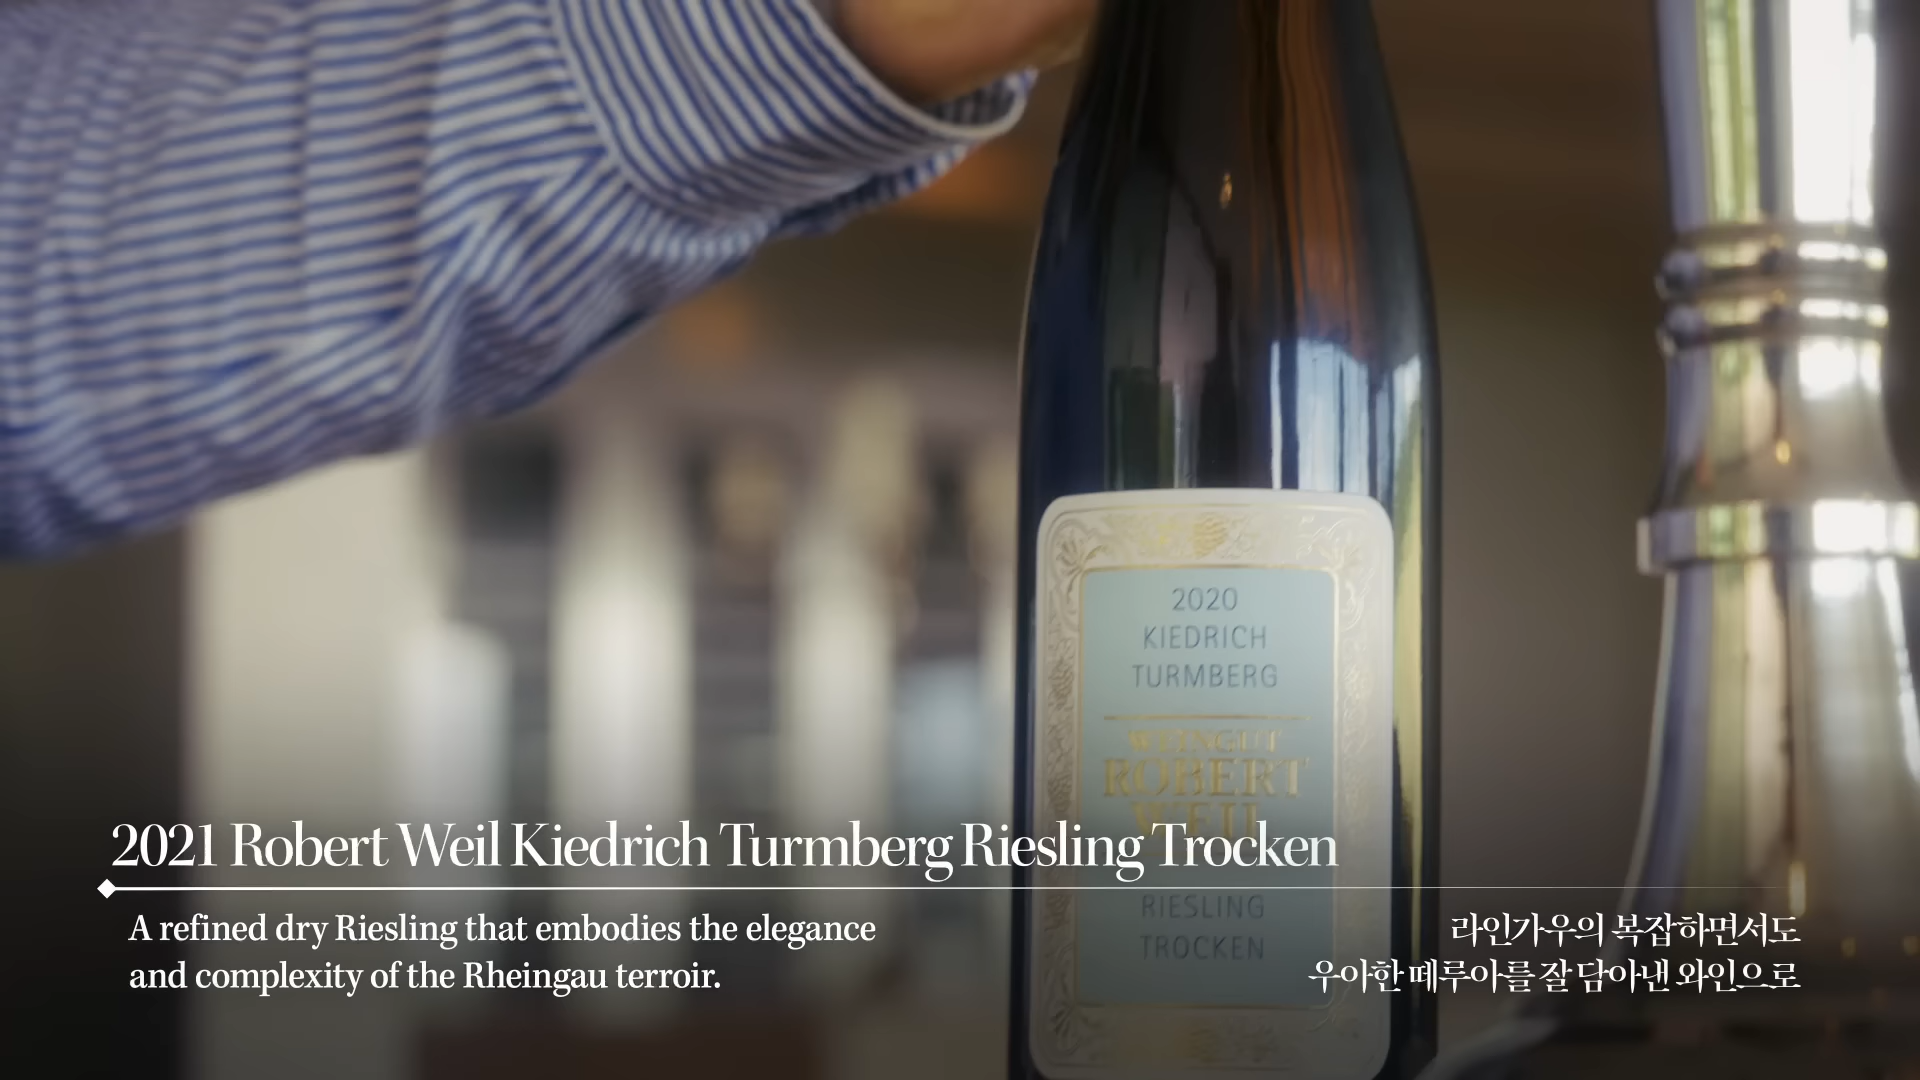 2020
KIEDRICH
TURMBERG
WEINGUT
ROBERT
WEIL
2021 Robert Weil Kiedrich Turmberg Riesling Trocken
RIESLING
TROCKEN
A refined dry Riesling that embodies the elegance
and complexity of the Rheingau terroir.
라인가우의 복잡하면서도
우아한 떼루아를 잘 담아낸 와인으로